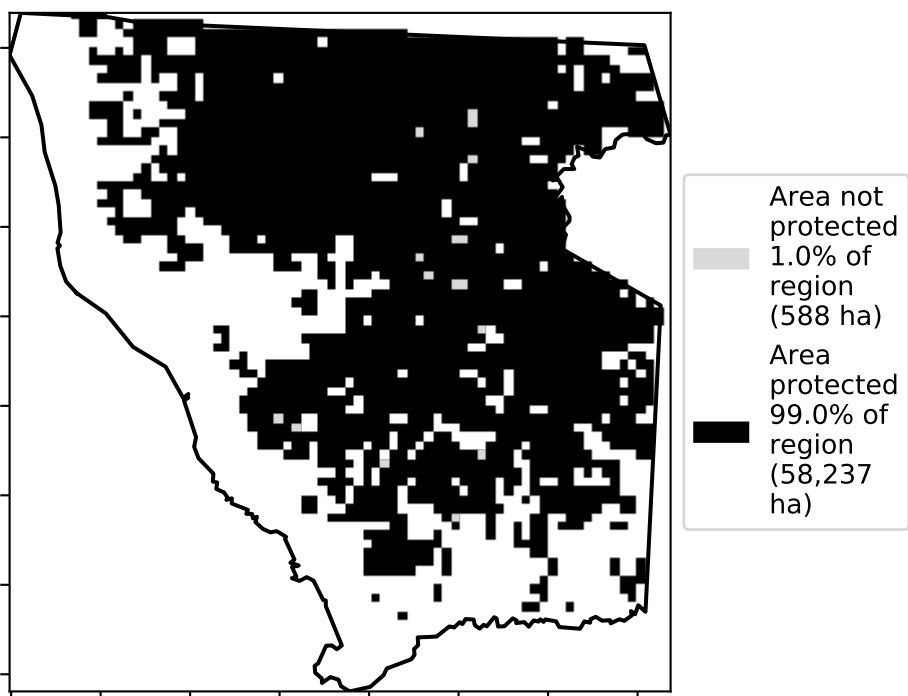 Area not
protected
1.0% of
region
(588 ha)
Area
protected
99.0% of
region
(58,237
ha)